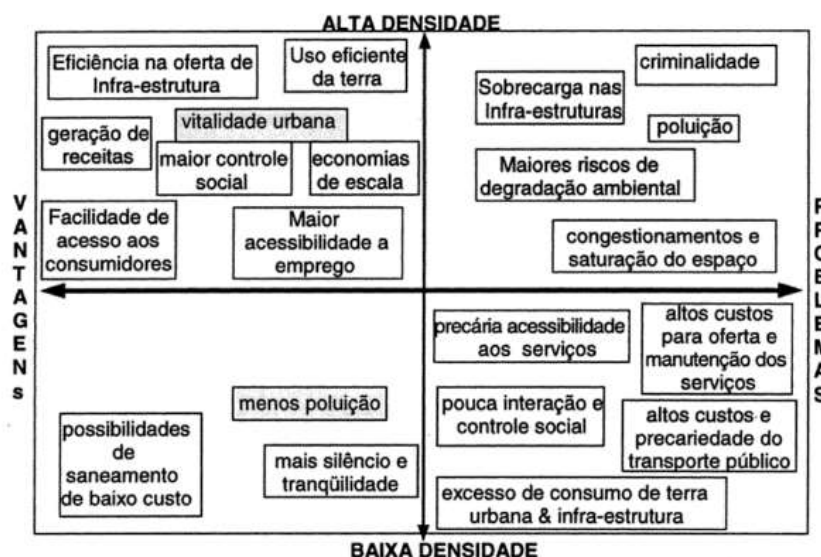 ALTA DENSIDADE
Eficiência na oferta de
Infra-estrutura
Uso eficiente
da terra
criminalidade
Sobrecarga nas
Infra-estruturas
vitalidade urbana
geração de
receitas
poluição
maior controle
social
economias
de escala
Maiores riscos de
degradação ambiental
Facilidade de
acesso aos
consumidores
Maior
acessibilidade a
emprego
congestionamentos e
saturação do espaço
VANTAGENs
PROBLEMAS
precária acessibilidade
aos serviços
altos custos
para oferta e
manutenção dos
serviços
menos poluição
pouca interação e
controle social
altos custos e
precariedade do
transporte público
possibilidades
de
saneamento
de baixo custo
mais silêncio e
tranqüilidade
excesso de consumo de terra
urbana & infra-estrutura
BAIXA DENSIDADE